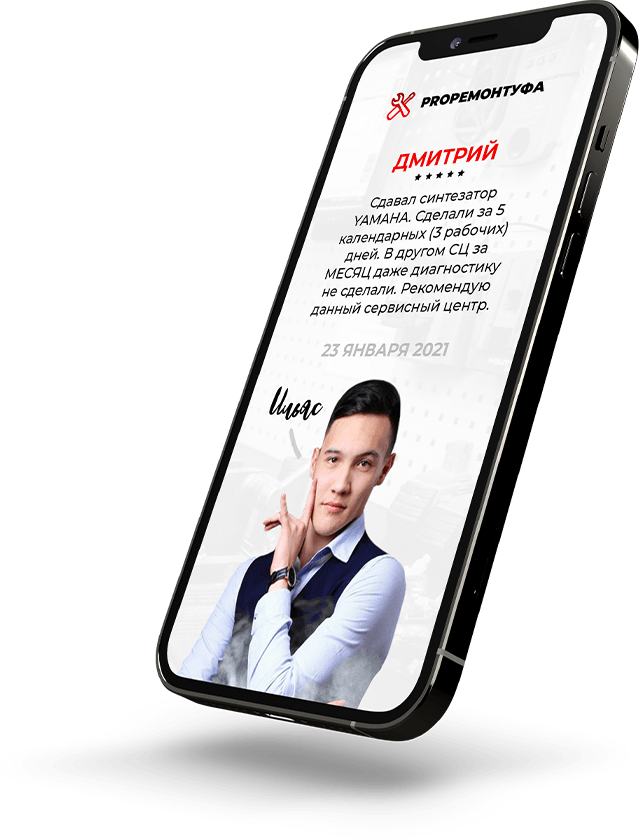 PROРЕМОНТУФА
ДМИТРИЙ
Сдавал синтезатор
YAMAHA. Сделали за 5
календарных (3 рабочих)
дней. В другом СЦ за
МЕСЯЦ даже диагностику
не сделали. Рекомендую
данный сервисный центр.
23 ЯНВАРЯ 2021
Ильяс